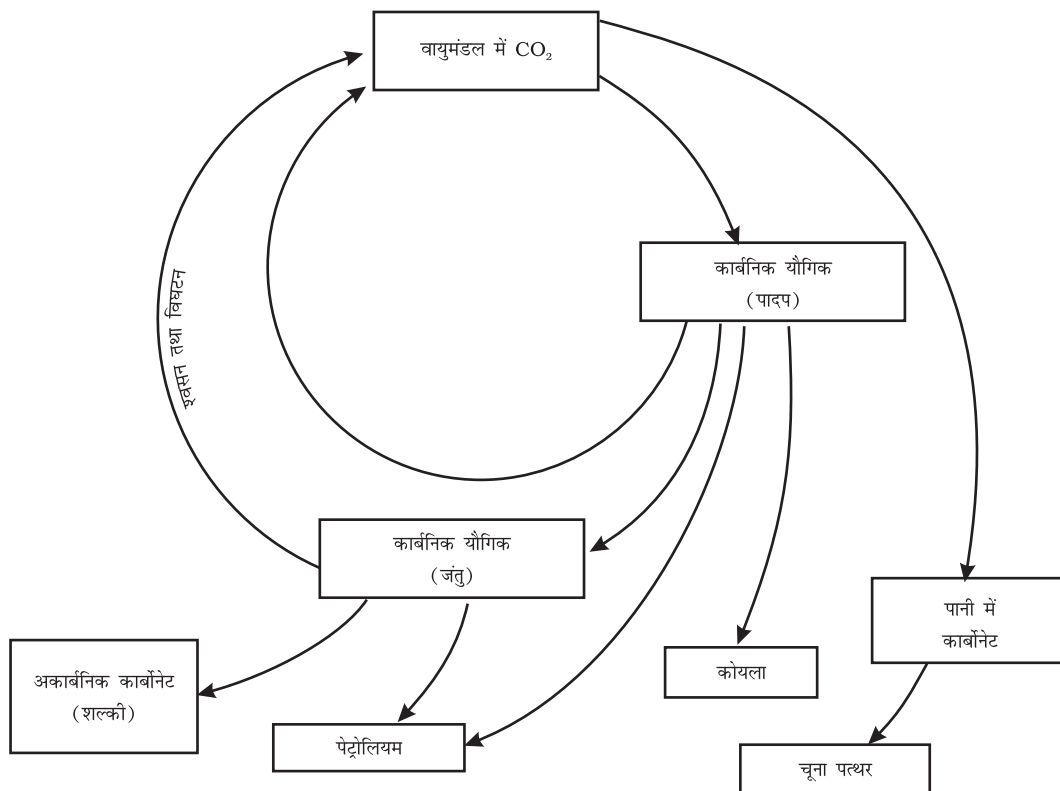 वायुमंडल में CO₂
कार्बनिक यौगिक
(पादप)
श्वसन तथा विघटन
कार्बनिक यौगिक
(जंतु)
पानी में
कार्बोनेट
अकार्बनिक कार्बोनेट
(शल्की)
कोयला
पेट्रोलियम
चूना पत्थर